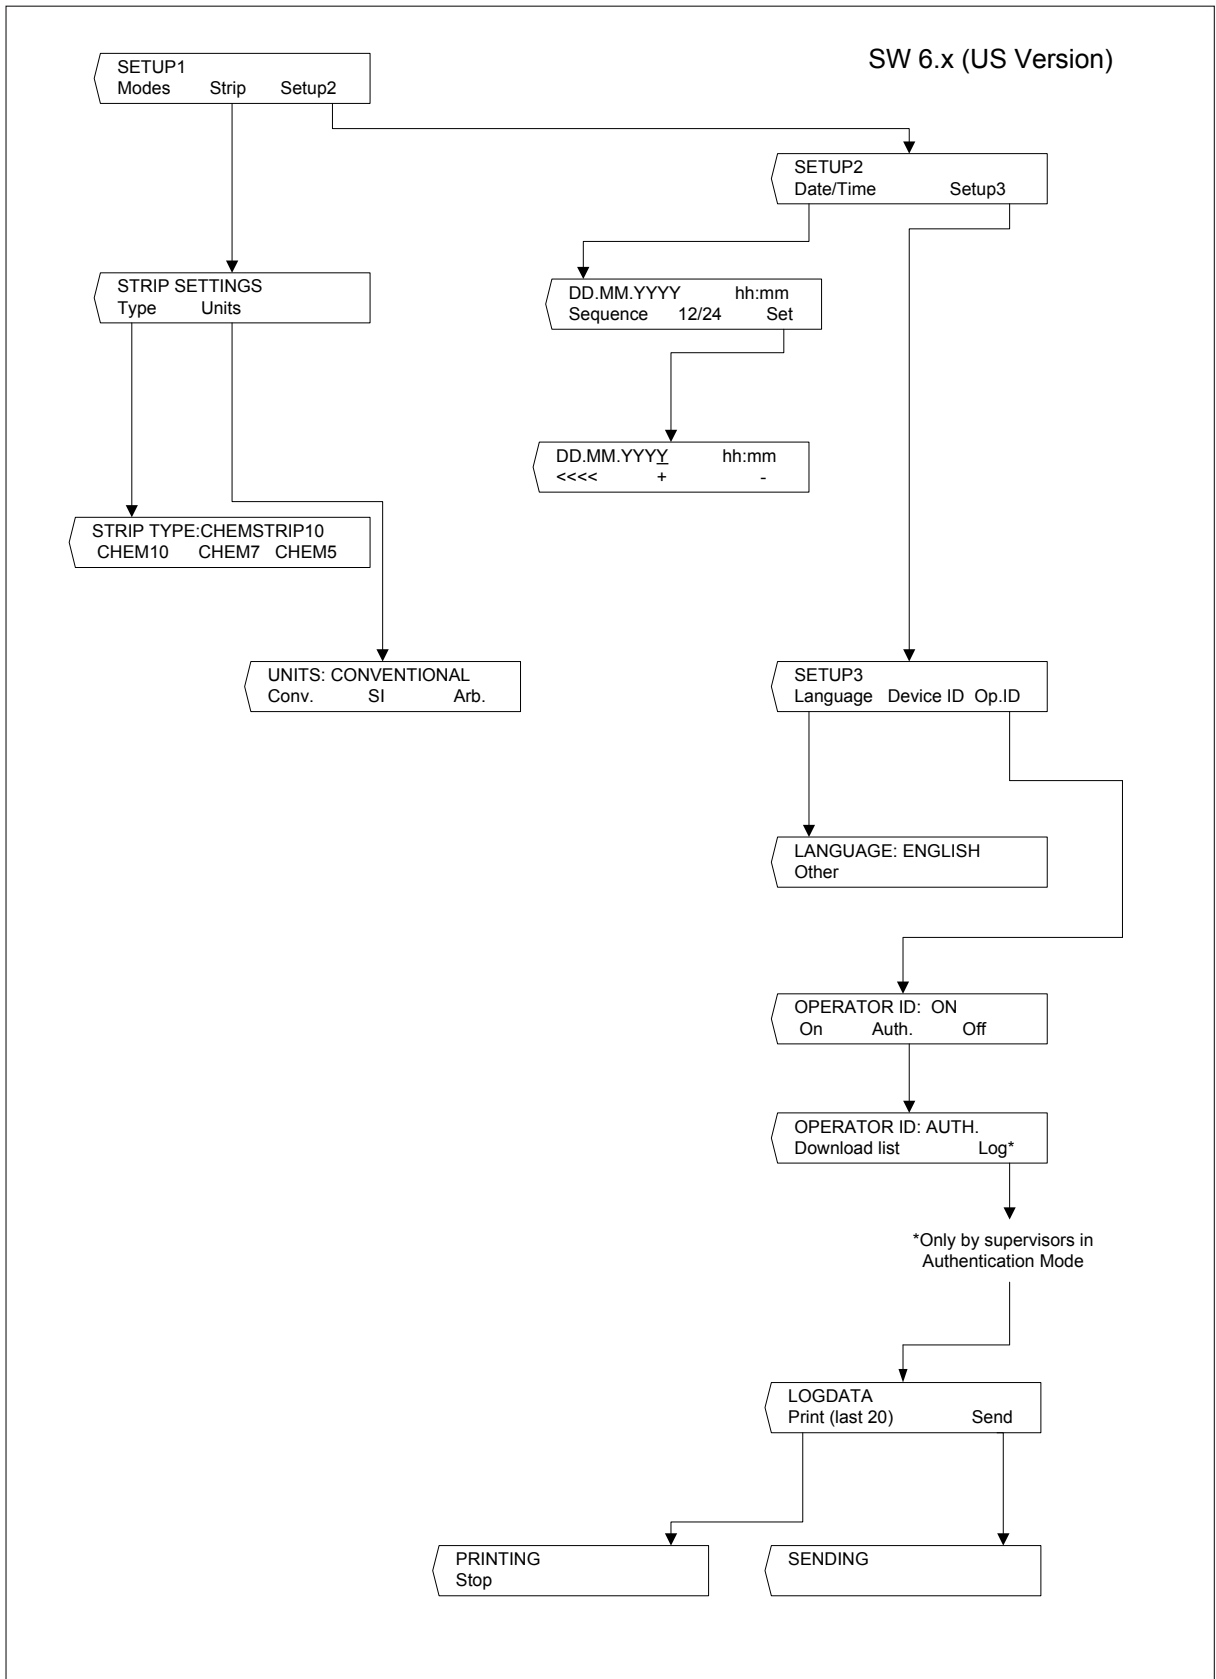 SW 6.x (US Version)
SETUP1
Modes Strip Setup2
SETUP2
Date/Time Setup3
STRIP SETTINGS
Type Units
DD.MM.YYYY hh:mm
Sequence 12/24 Set
DD.MM.YYYY hh:mm
<<<< + -
STRIP TYPE:CHEMSTRIP10
CHEM10 CHEM7 CHEM5
UNITS: CONVENTIONAL
Conv. SI Arb.
SETUP3
Language Device ID Op.ID
LANGUAGE: ENGLISH
Other
OPERATOR ID: ON
On Auth. Off
OPERATOR ID: AUTH.
Download list Log*
*Only by supervisors in
Authentication Mode
LOGDATA
Print (last 20) Send
PRINTING
Stop
SENDING